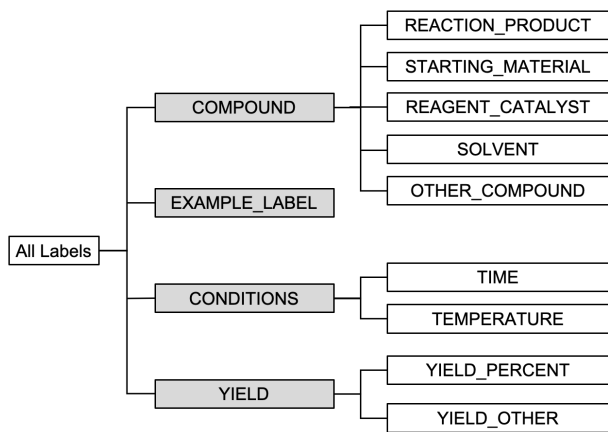 REACTION_PRODUCT
STARTING_MATERIAL
COMPOUND
REAGENT_CATALYST
SOLVENT
EXAMPLE_LABEL
OTHER_COMPOUND
All Labels
TIME
CONDITIONS
TEMPERATURE
YIELD_PERCENT
YIELD
YIELD_OTHER